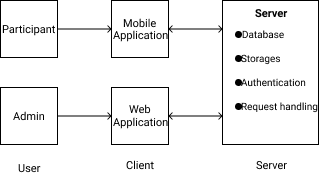 Participant
Mobile
Application
Server
Database
Storages
Authentication
Request handling
Admin
Web
Application
User
Client
Server